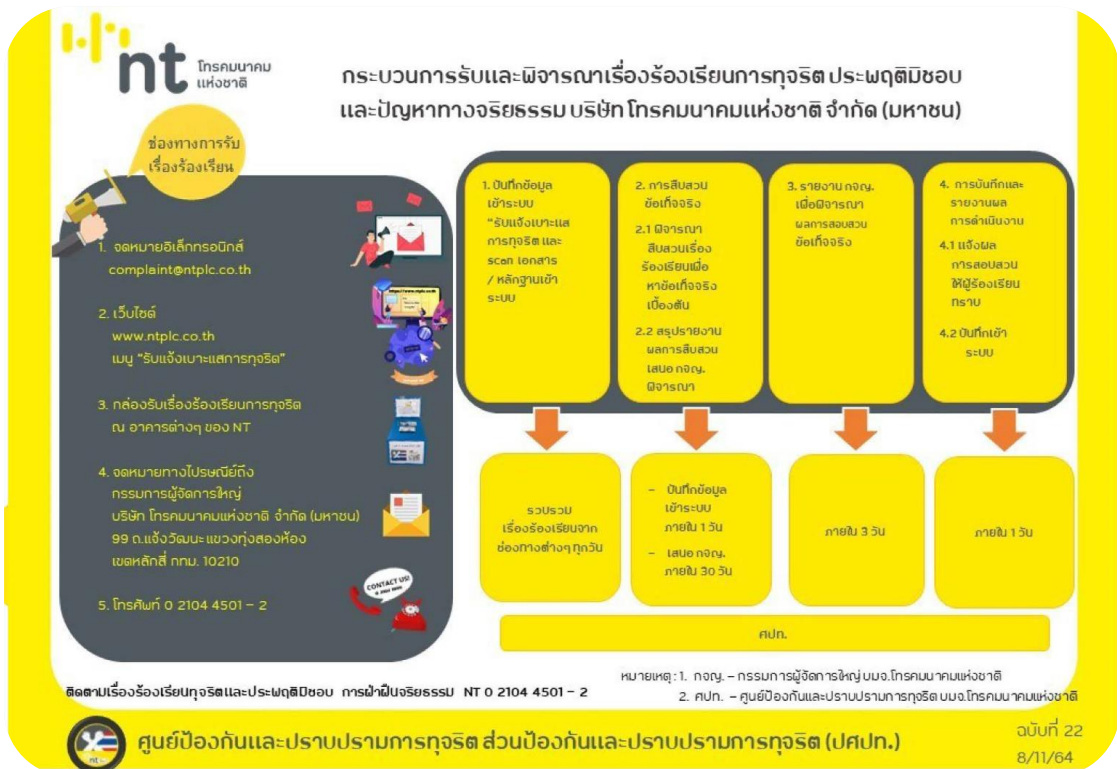 nt
โทรคมนาคม
แห่งชาติ
กระบวนการรับและพิจารณาเรื่องร้องเรียนการทุจริต ประพฤติมิชอบ
และปัญหาทางจริยธรรม บริษัท โทรคมนาคมแห่งชาติ จำกัด (มหาชน)
ช่องทางการรับ
เรื่องร้องเรียน
1. จดหมายอิเล็กทรอนิกส์
complaint@ntplc.co.th
2. เว็บไซต์
www.ntplc.co.th
เมนู “รับแจ้งเบาะแสการทุจริต”
3. กล่องรับเรื่องร้องเรียนการทุจริต
ณ อาคารต่างๆ ของ NT
4. จดหมายทางไปรษณีย์ถึง
กรรมการผู้จัดการใหญ่
บริษัท โทรคมนาคมแห่งชาติ จำกัด (มหาชน)
99 ถ.แจ้งวัฒนะ แขวงทุ่งสองห้อง
เขตหลักสี่ กทม. 10210
5. โทรศัพท์ 0 2104 4501 – 2
CONTACT US!
1. บันทึกข้อมูล
เข้าระบบ
“รับแจ้งเบาะแส
การทุจริต และ
scan เอกสาร
/ หลักฐานเข้า
ระบบ
2. การสืบสวน
ข้อเท็จจริง
2.1 พิจารณา
สืบสวนเรื่อง
ร้องเรียนเพื่อ
หาข้อเท็จจริง
เบื้องต้น
2.2 สรุปรายงาน
ผลการสืบสวน
เสนอ กจญ.
พิจารณา
3. รายงาน กจญ.
เพื่อพิจารณา
ผลการสอบสวน
ข้อเท็จจริง
4. การบันทึกและ
รายงานผล
การดำเนินงาน
4.1 แจ้งผล
การสอบสวน
ให้ผู้ร้องเรียน
ทราบ
4.2 บันทึกเข้า
ระบบ
รวบรวม
เรื่องร้องเรียนจาก
ช่องทางต่างๆ ทุกวัน
– บันทึกข้อมูล
เข้าระบบ
ภายใน 1 วัน
– เสนอ กจญ.
ภายใน 30 วัน
ภายใน 3 วัน
ภายใน 1 วัน
ศปท.
ติดตามเรื่องร้องเรียนทุจริตและประพฤติมิชอบ การฝ่าฝืนจริยธรรม NT 0 2104 4501 – 2
หมายเหตุ : 1. กจญ. – กรรมการผู้จัดการใหญ่ บมจ.โทรคมนาคมแห่งชาติ
2. ศปท. – ศูนย์ป้องกันและปราบปรามการทุจริต บมจ.โทรคมนาคมแห่งชาติ
ศูนย์ป้องกันและปราบปรามการทุจริต ส่วนป้องกันและปราบปรามการทุจริต (ปศปท.)
ฉบับที่ 22
8/11/64